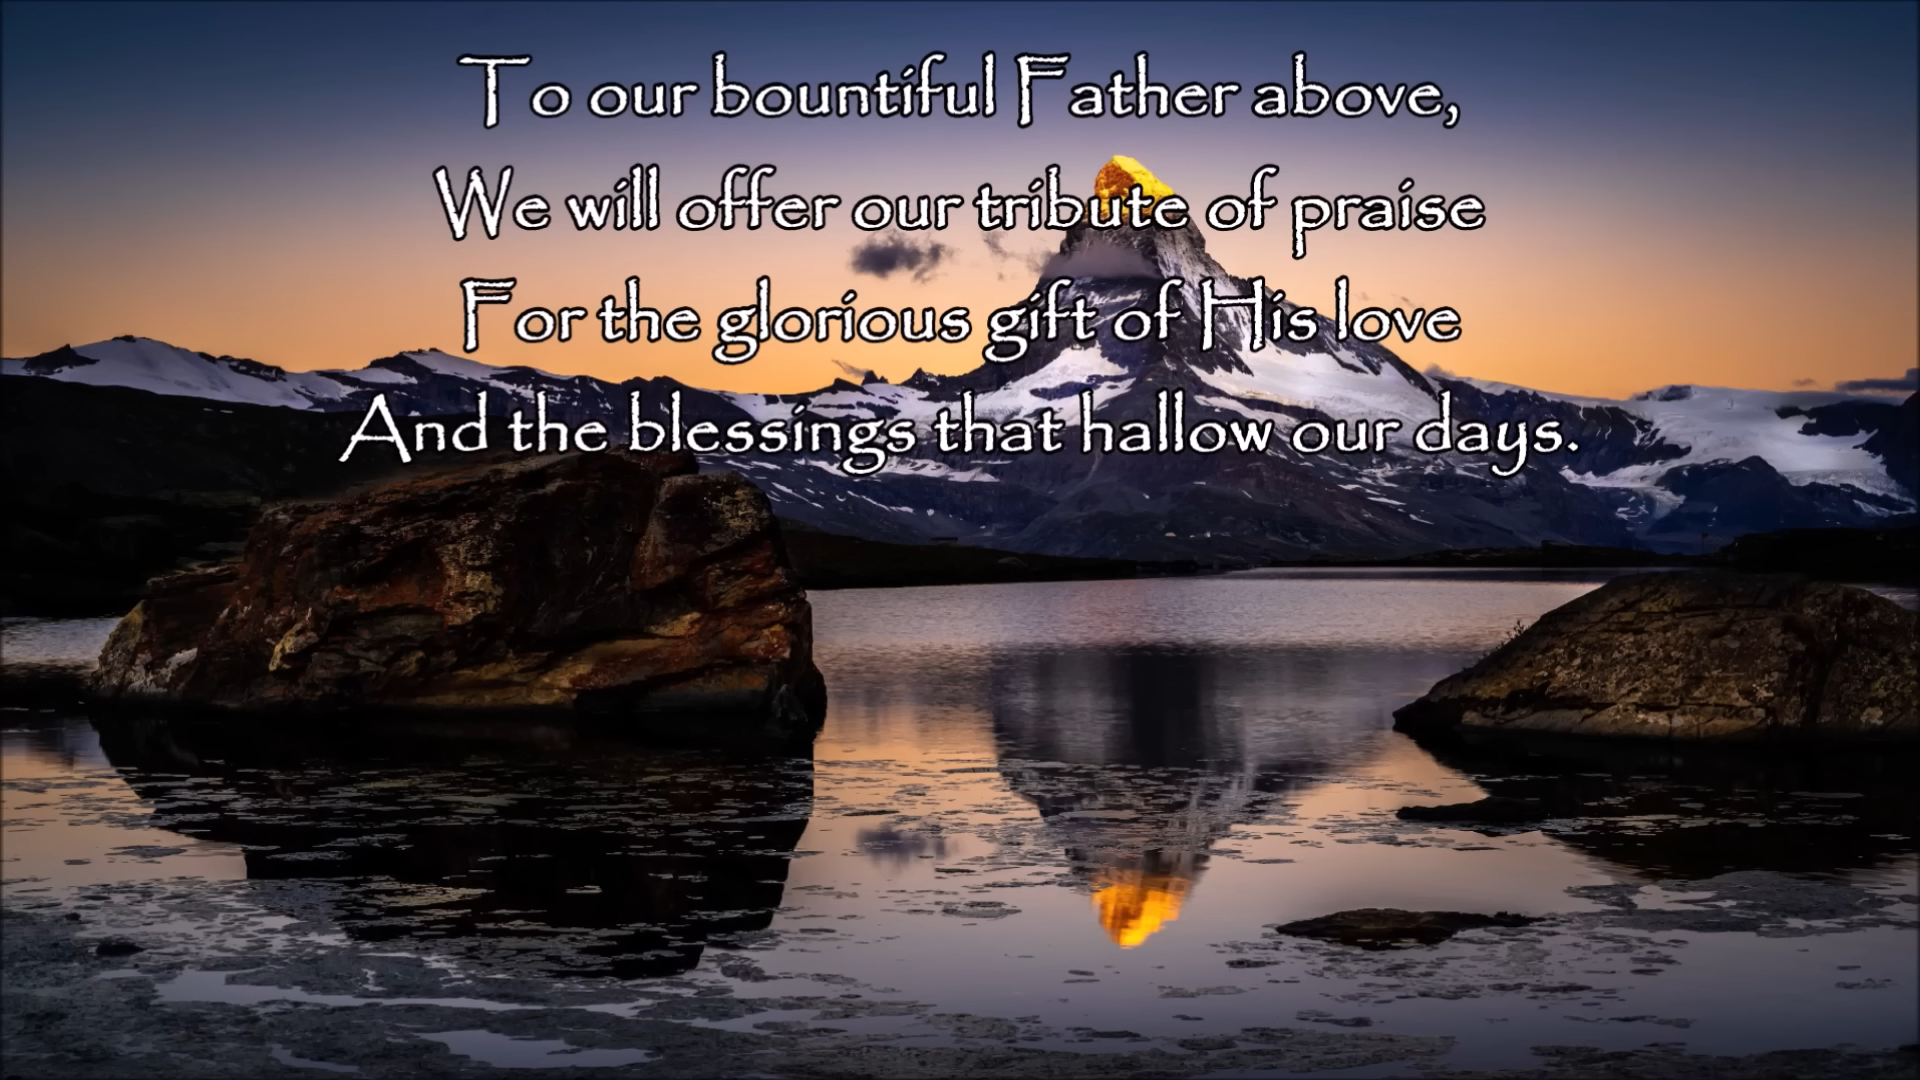 To our bountiful Father above,
We will offer our tribute of praise
For the glorious gift of His love
And the blessings that hallow our days.